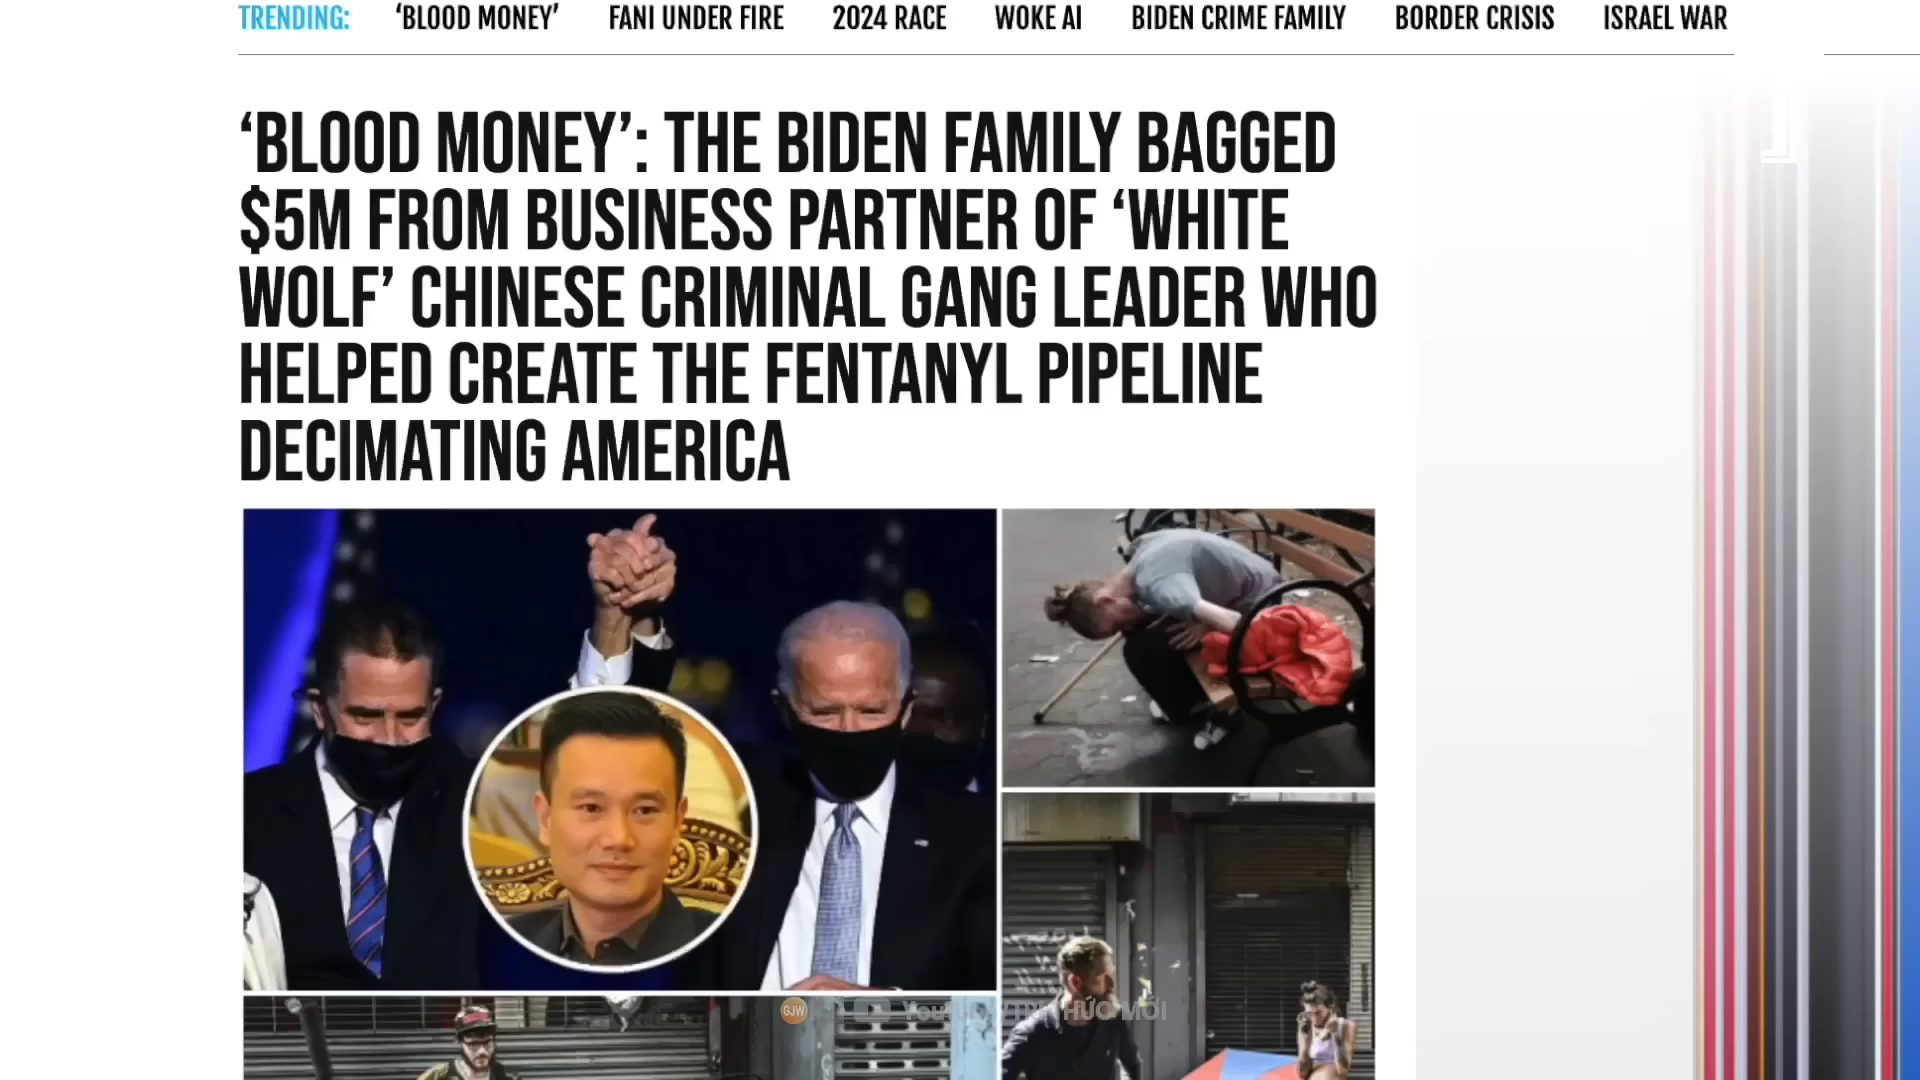 TRENDING: ‘BLOOD MONEY’ FANI UNDER FIRE 2024 RACE WOKE AI BIDEN CRIME FAMILY BORDER CRISIS ISRAEL WAR
‘BLOOD MONEY’: THE BIDEN FAMILY BAGGED
$5M FROM BUSINESS PARTNER OF ‘WHITE
WOLF’ CHINESE CRIMINAL GANG LEADER WHO
HELPED CREATE THE FENTANYL PIPELINE
DECIMATING AMERICA
GJW
MỚI